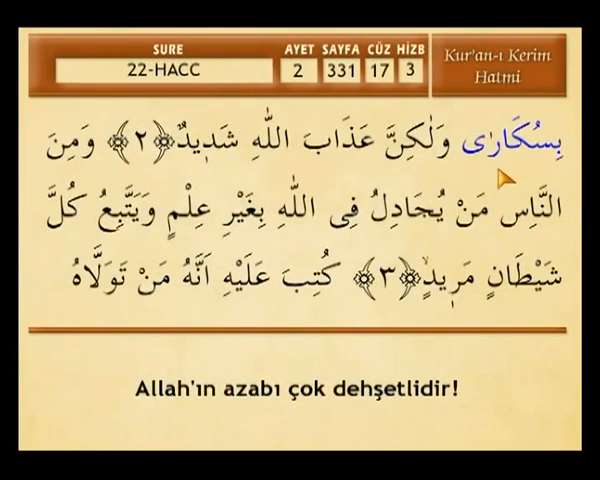 SURE AYET SAYFA CÜZ HİZB
22-HACC 2 331 17 3
Kur'an-ı Kerim
Hatmi
بِسُكَارٰى وَلٰكِنَّ عَذَابَ اللّٰهِ شَدٖيدٌ ﴿٢﴾ وَمِنَ
النَّاسِ مَنْ يُجَادِلُ فِى اللّٰهِ بِغَيْرِ عِلْمٍ وَيَتَّبِعُ كُلَّ
شَيْطَانٍ مَرٖيدٍ ﴿٣﴾ كُتِبَ عَلَيْهِ اَنَّهُ مَنْ تَوَلَّاهُ
Allah'ın azabı çok dehşetlidir!